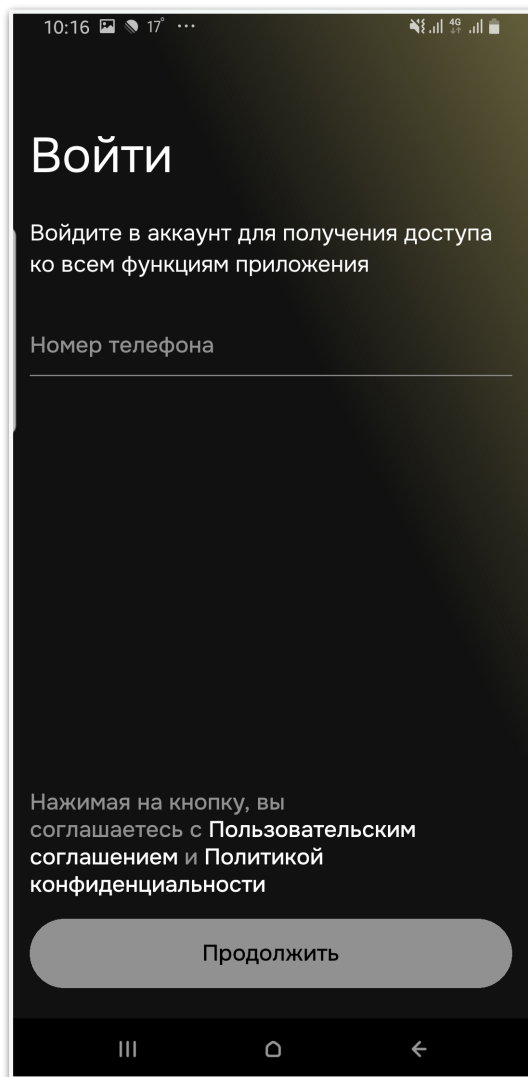 10:16 17° ...
4G
Войти
Войдите в аккаунт для получения доступа
ко всем функциям приложения
Номер телефона
Нажимая на кнопку, вы
соглашаетесь с Пользовательским
соглашением и Политикой
конфиденциальности
Продолжить